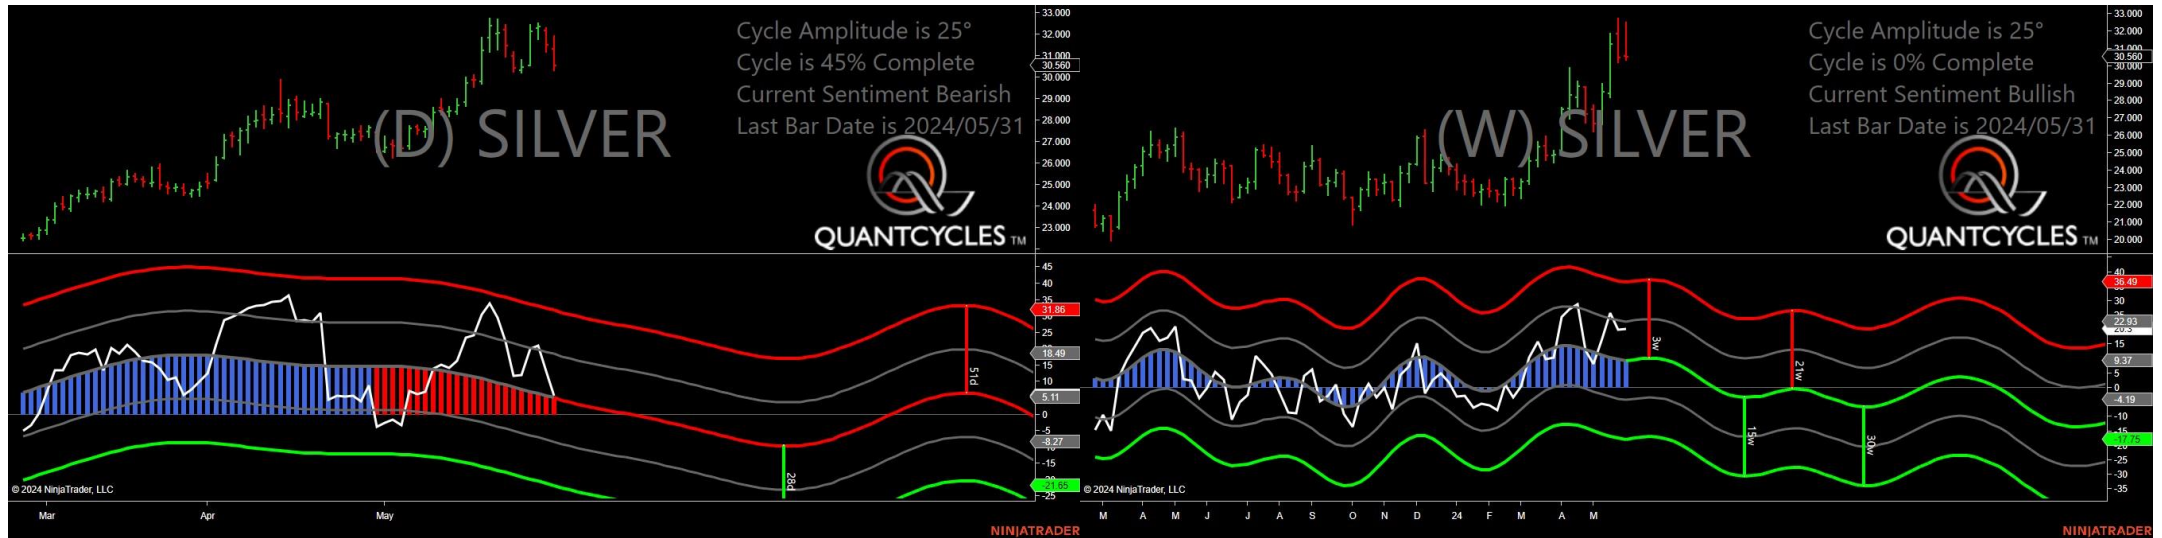 Cycle Amplitude is 25°
Cycle is 45% Complete
Current Sentiment Bearish
Last Bar Date is 2024/05/31
(D) SILVER
QUANTCYCLES TM
33.000
32.000
31.000
30.560
30.000
29.000
28.000
27.000
26.000
25.000
24.000
23.000
45
40
35
31.86
30
25
18.49
15
10
5.11
0
-5
-8.27
-15
-21.65
-25
51d
28d
© 2024 NinjaTrader, LLC
Mar Apr May
NINJATRADER
Cycle Amplitude is 25°
Cycle is 0% Complete
Current Sentiment Bullish
Last Bar Date is 2024/05/31
(W) SILVER
QUANTCYCLES TM
33.000
32.000
31.000
30.560
30.000
29.000
28.000
27.000
26.000
25.000
24.000
23.000
22.000
21.000
20.000
40
36.49
30
25
22.93
20.3
15
9.37
5
0
-4.19
-10
-15
-17.75
-25
-30
-35
3w
21w
15w
30w
© 2024 NinjaTrader, LLC
M A M J J A S O N D 24 F M A M
NINJATRADER